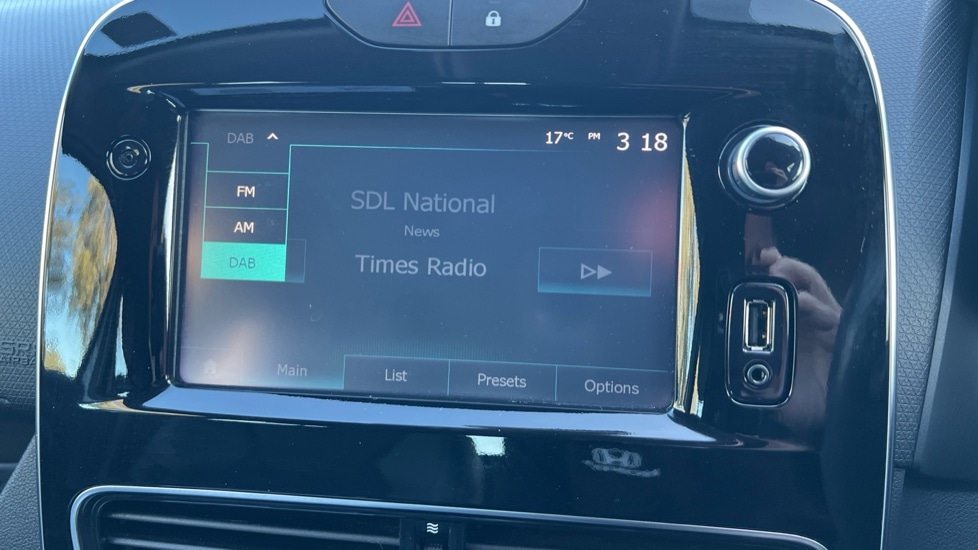 DAB 17°C PM 3 18
FM
AM
DAB
SDL National
News
Times Radio
Main List Presets Options